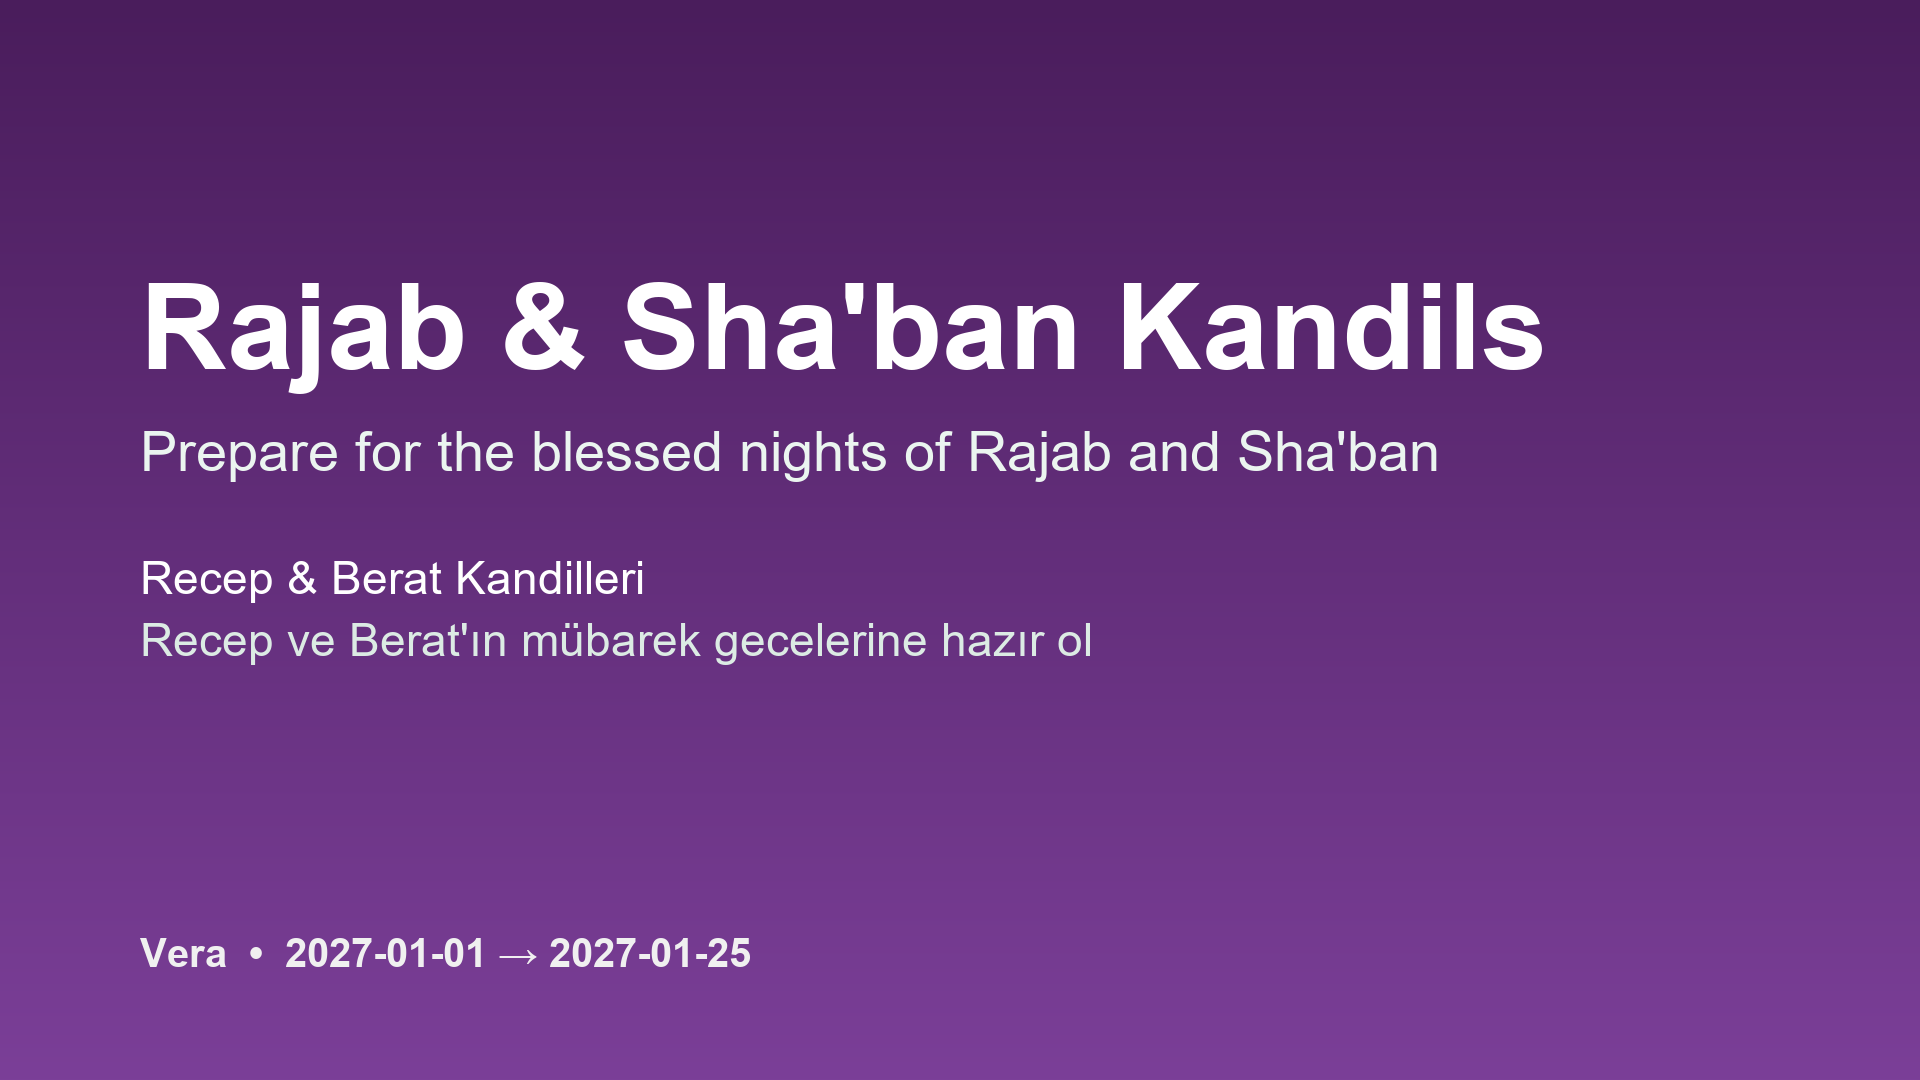 Rajab & Sha'ban Kandils
Prepare for the blessed nights of Rajab and Sha'ban
Recep & Berat Kandilleri
Recep ve Berat'ın mübarek gecelerine hazır ol
Vera • 2027-01-01 → 2027-01-25